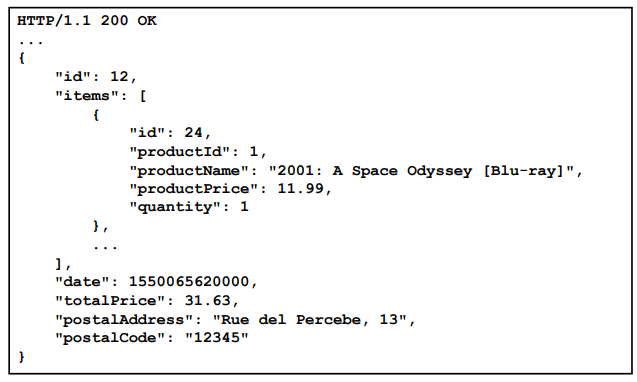 HTTP/1.1 200 OK
...
{
    "id": 12,
    "items": [
        {
            "id": 24,
            "productId": 1,
            "productName": "2001: A Space Odyssey [Blu-ray]",
            "productPrice": 11.99,
            "quantity": 1
        },
        ...
    ],
    "date": 1550065620000,
    "totalPrice": 31.63,
    "postalAddress": "Rue del Percebe, 13",
    "postalCode": "12345"
}